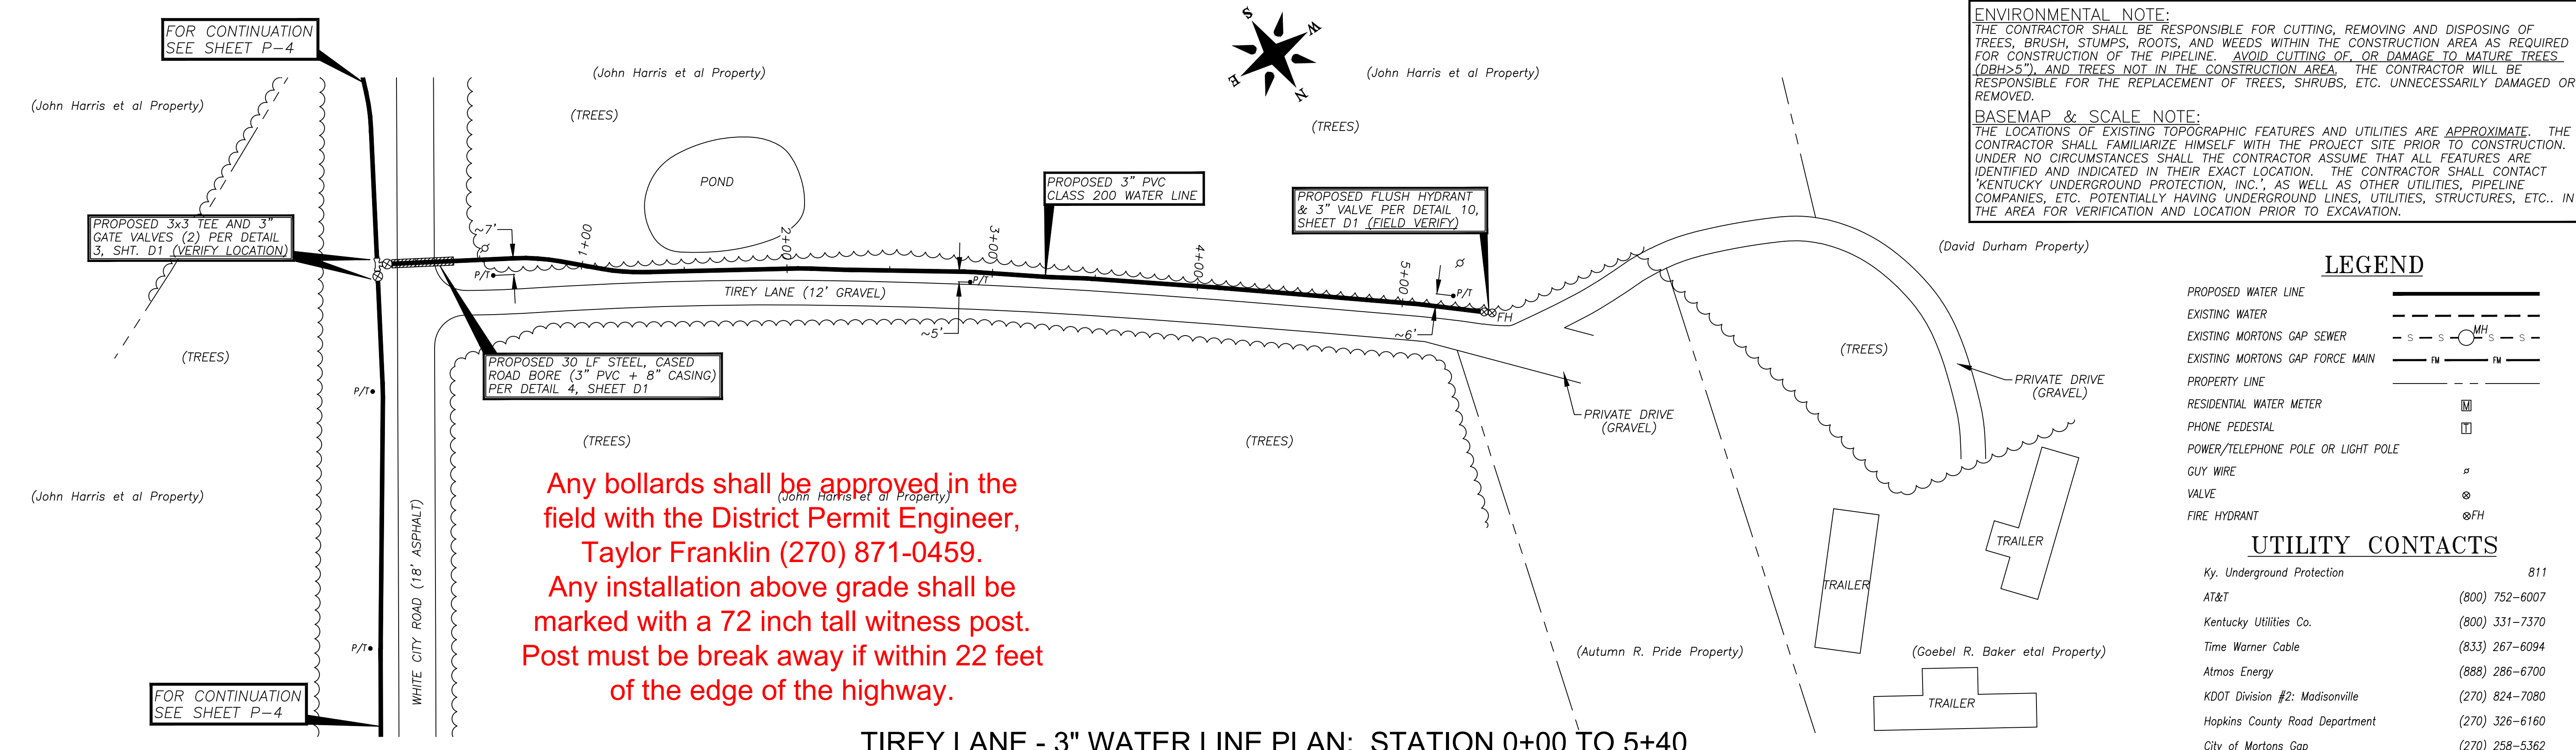 FOR CONTINUATION
SEE SHEET P-4
(John Harris et al Property)
(John Harris et al Property)
(TREES)
S
W
E
N
(John Harris et al Property)
(TREES)
POND
PROPOSED 3" PVC
CLASS 200 WATER LINE
PROPOSED FLUSH HYDRANT
& 3" VALVE PER DETAIL 10,
SHEET D1 (FIELD VERIFY)
PROPOSED 3x3 TEE AND 3"
GATE VALVES (2) PER DETAIL
3, SHT. D1 (VERIFY LOCATION)
~7'
P/T
1+00
2+00
3+00
4+00
5+00
P/T
P/T
FH
TIREY LANE (12' GRAVEL)
~5'
~6'
PROPOSED 30 LF STEEL, CASED
ROAD BORE (3" PVC + 8" CASING)
PER DETAIL 4, SHEET D1
(TREES)
P/T
(TREES)
(TREES)
(TREES)
PRIVATE DRIVE
(GRAVEL)
PRIVATE DRIVE
(GRAVEL)
(David Durham Property)
(John Harris et al Property)
(John Harris et al Property)
WHITE CITY ROAD (18' ASPHALT)
P/T
FOR CONTINUATION
SEE SHEET P-4
Any bollards shall be approved in the
field with the District Permit Engineer,
Taylor Franklin (270) 871-0459.
Any installation above grade shall be
marked with a 72 inch tall witness post.
Post must be break away if within 22 feet
of the edge of the highway.
TRAILER
TRAILER
TRAILER
(Autumn R. Pride Property)
(Goebel R. Baker etal Property)
TIREY LANE - 3" WATER LINE PLAN: STATION 0+00 TO 5+40
ENVIRONMENTAL NOTE:
THE CONTRACTOR SHALL BE RESPONSIBLE FOR CUTTING, REMOVING AND DISPOSING OF
TREES, BRUSH, STUMPS, ROOTS, AND WEEDS WITHIN THE CONSTRUCTION AREA AS REQUIRED
FOR CONSTRUCTION OF THE PIPELINE. AVOID CUTTING OF, OR DAMAGE TO MATURE TREES
(DBH>5"), AND TREES NOT IN THE CONSTRUCTION AREA. THE CONTRACTOR WILL BE
RESPONSIBLE FOR THE REPLACEMENT OF TREES, SHRUBS, ETC. UNNECESSARILY DAMAGED OR
REMOVED.
BASEMAP & SCALE NOTE:
THE LOCATIONS OF EXISTING TOPOGRAPHIC FEATURES AND UTILITIES ARE APPROXIMATE. THE
CONTRACTOR SHALL FAMILIARIZE HIMSELF WITH THE PROJECT SITE PRIOR TO CONSTRUCTION.
UNDER NO CIRCUMSTANCES SHALL THE CONTRACTOR ASSUME THAT ALL FEATURES ARE
IDENTIFIED AND INDICATED IN THEIR EXACT LOCATION. THE CONTRACTOR SHALL CONTACT
'KENTUCKY UNDERGROUND PROTECTION, INC.', AS WELL AS OTHER UTILITIES, PIPELINE
COMPANIES, ETC. POTENTIALLY HAVING UNDERGROUND LINES, UTILITIES, STRUCTURES, ETC.. IN
THE AREA FOR VERIFICATION AND LOCATION PRIOR TO EXCAVATION.
LEGEND
PROPOSED WATER LINE
EXISTING WATER
EXISTING MORTONS GAP SEWER S S MH S S
EXISTING MORTONS GAP FORCE MAIN FM FM
PROPERTY LINE
RESIDENTIAL WATER METER M
PHONE PEDESTAL T
POWER/TELEPHONE POLE OR LIGHT POLE
GUY WIRE
VALVE
FIRE HYDRANT FH
UTILITY CONTACTS
Ky. Underground Protection 811
AT&T (800) 752-6007
Kentucky Utilities Co. (800) 331-7370
Time Warner Cable (833) 267-6094
Atmos Energy (888) 286-6700
KDOT Division #2: Madisonville (270) 824-7080
Hopkins County Road Department (270) 326-6160
City of Mortons Gap (270) 258-5362